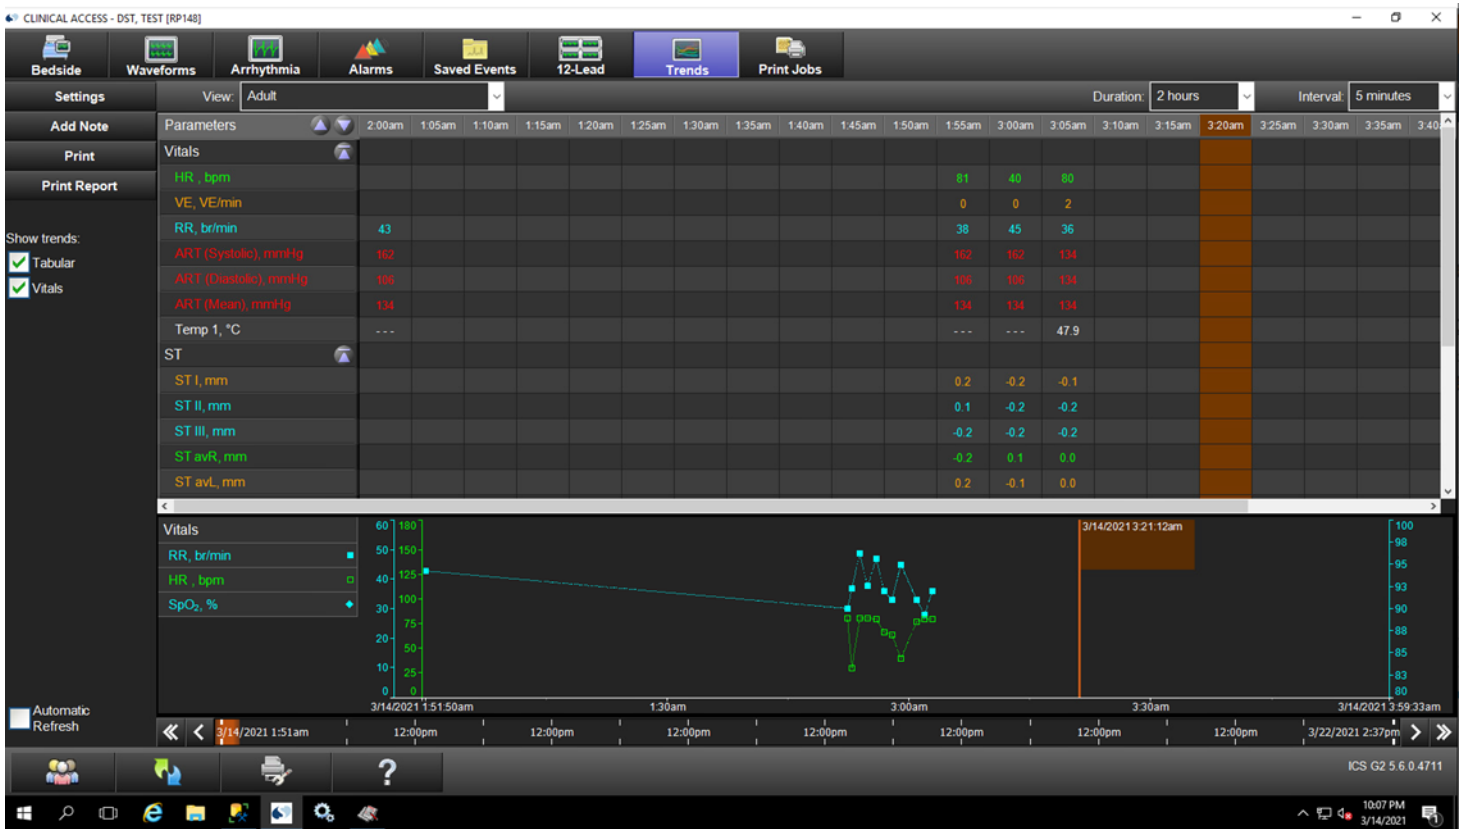 CLINICAL ACCESS - DST, TEST [RP148]
Bedside Waveforms Arrhythmia Alarms Saved Events 12-Lead Trends Print Jobs
Settings View: Adult Duration: 2 hours Interval: 5 minutes
Add Note Parameters 2:00am 1:05am 1:10am 1:15am 1:20am 1:25am 1:30am 1:35am 1:40am 1:45am 1:50am 1:55am 3:00am 3:05am 3:10am 3:15am 3:20am 3:25am 3:30am 3:35am 3:40
Print Vitals
Print Report HR , bpm 81 40 80
VE, VE/min 0 0 2
RR, br/min 43 38 45 36
Show trends:
ART (Systolic), mmHg 162 162 162 134
Tabular
ART (Diastolic), mmHg 106 106 106 134
Vitals
ART (Mean), mmHg 134 134 134 134
Temp 1, °C --- --- --- 47.9
ST
ST I, mm 0.2 -0.2 -0.1
ST II, mm 0.1 -0.2 -0.2
ST III, mm -0.2 -0.2 -0.2
ST avR, mm -0.2 0.1 0.0
ST avL, mm 0.2 -0.1 0.0
Vitals
RR, br/min
HR , bpm
SpO₂, %
60 180
50 150
40 125
30 100
75
20 50
10 25
0 0
3/14/2021 3:21:12am
100
98
95
93
90
88
85
83
80
3/14/2021 1:51:50am 1:30am 3:00am 3:30am 3/14/2021 3:59:33am
Automatic
Refresh
3/14/2021 1:51am 12:00pm 12:00pm 12:00pm 12:00pm 12:00pm 12:00pm 12:00pm 3/22/2021 2:37pm
?
ICS G2 5.6.0.4711
10:07 PM
3/14/2021
1